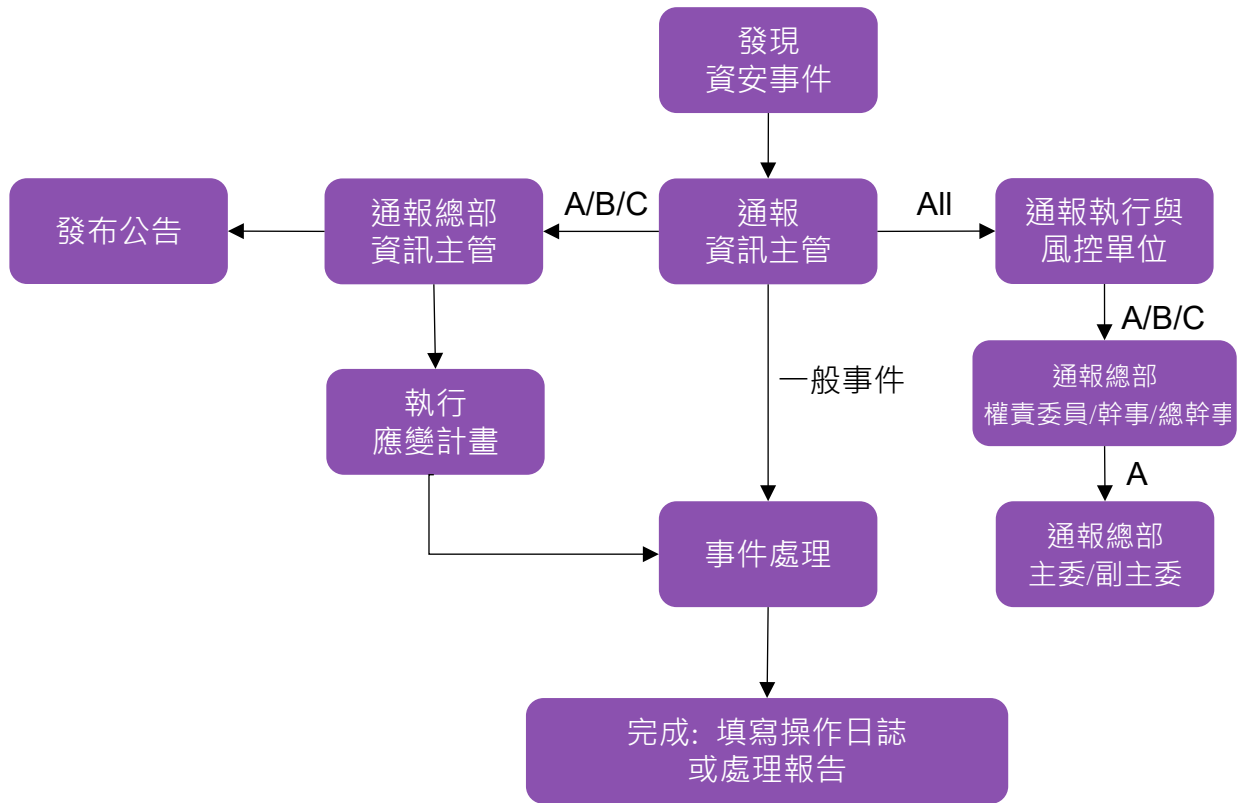 發現
資安事件
發布公告
通報總部
資訊主管
A/B/C
通報
資訊主管
All
通報執行與
風控單位
A/B/C
執行
應變計畫
一般事件
通報總部
權責委員/幹事/總幹事
A
事件處理
通報總部
主委/副主委
完成: 填寫操作日誌
或處理報告